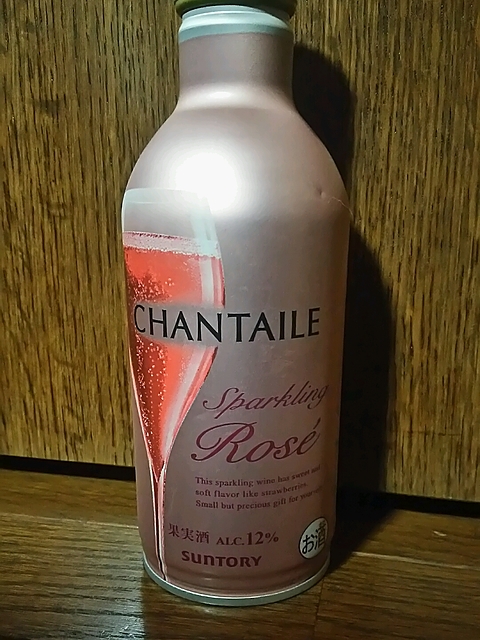 CHANTAILE
Sparkling
Rosé
This sparkling wine has sweet and
soft flavor like strawberries.
Small but precious gift for
果実酒 ALC.12%
お酒
SUNTORY